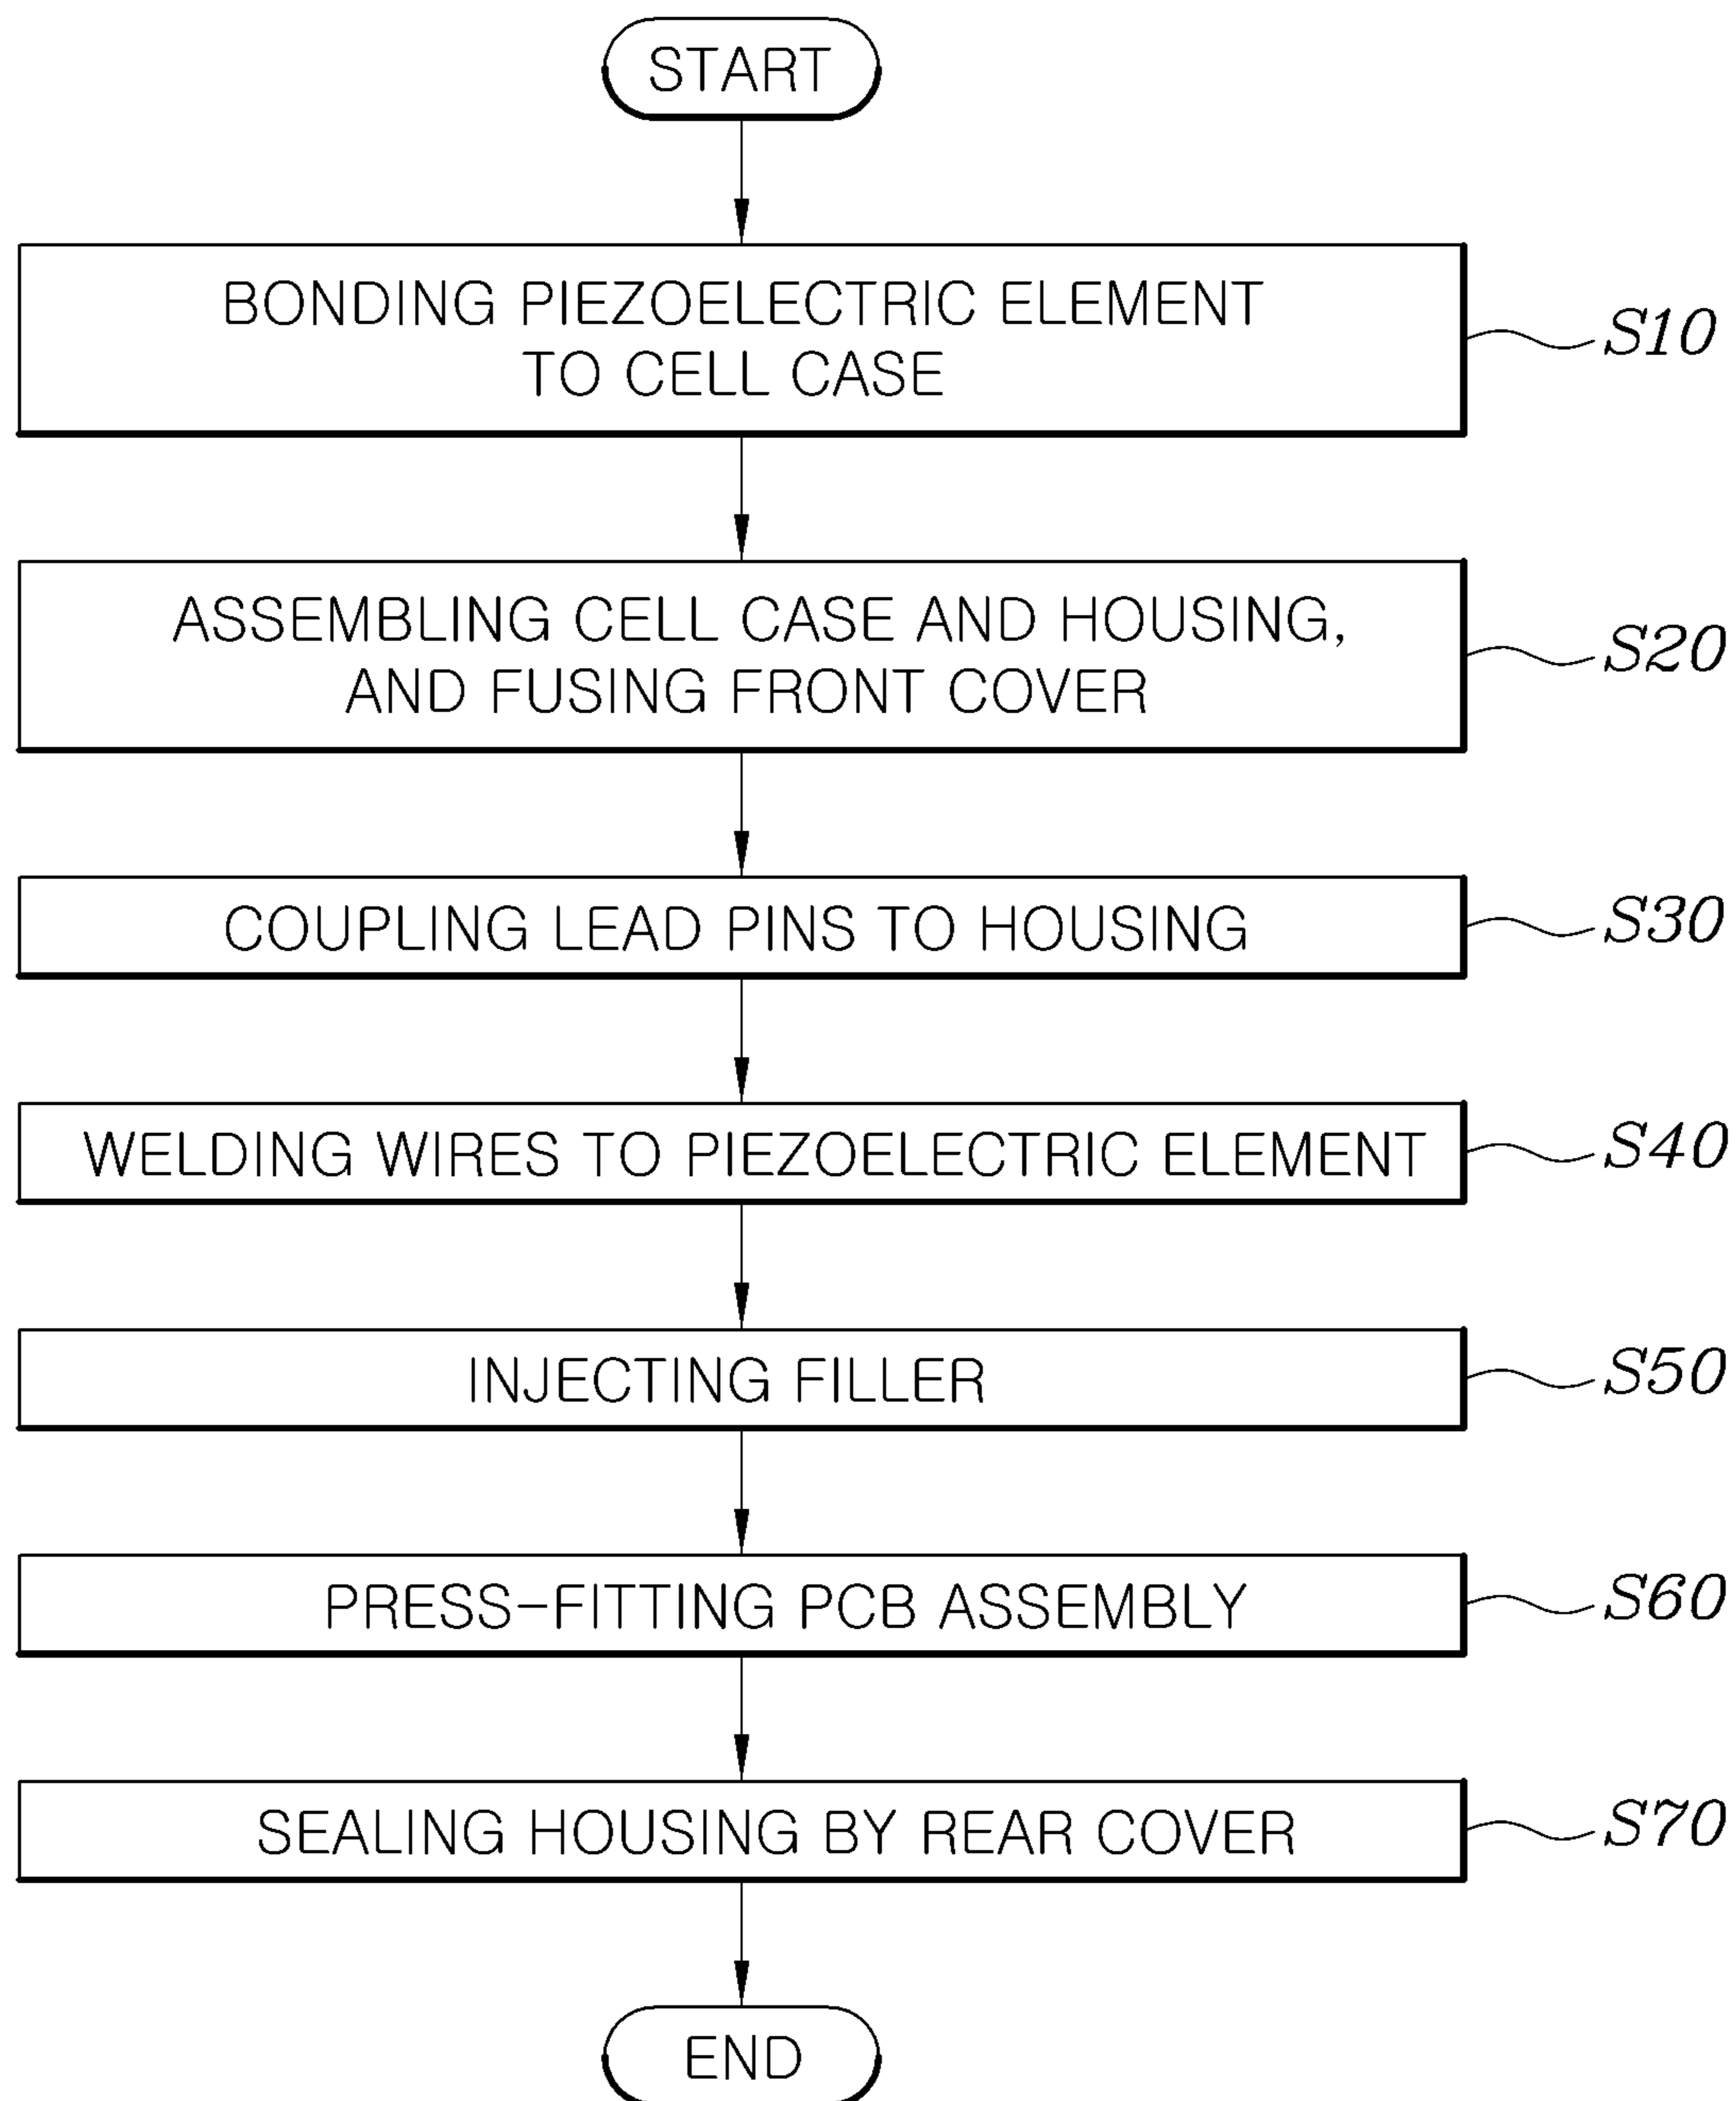 START
BONDING PIEZOELECTRIC ELEMENT
TO CELL CASE
S10
ASSEMBLING CELL CASE AND HOUSING,
AND FUSING FRONT COVER
S20
COUPLING LEAD PINS TO HOUSING
S30
WELDING WIRES TO PIEZOELECTRIC ELEMENT
S40
INJECTING FILLER
S50
PRESS-FITTING PCB ASSEMBLY
S60
SEALING HOUSING BY REAR COVER
S70
END